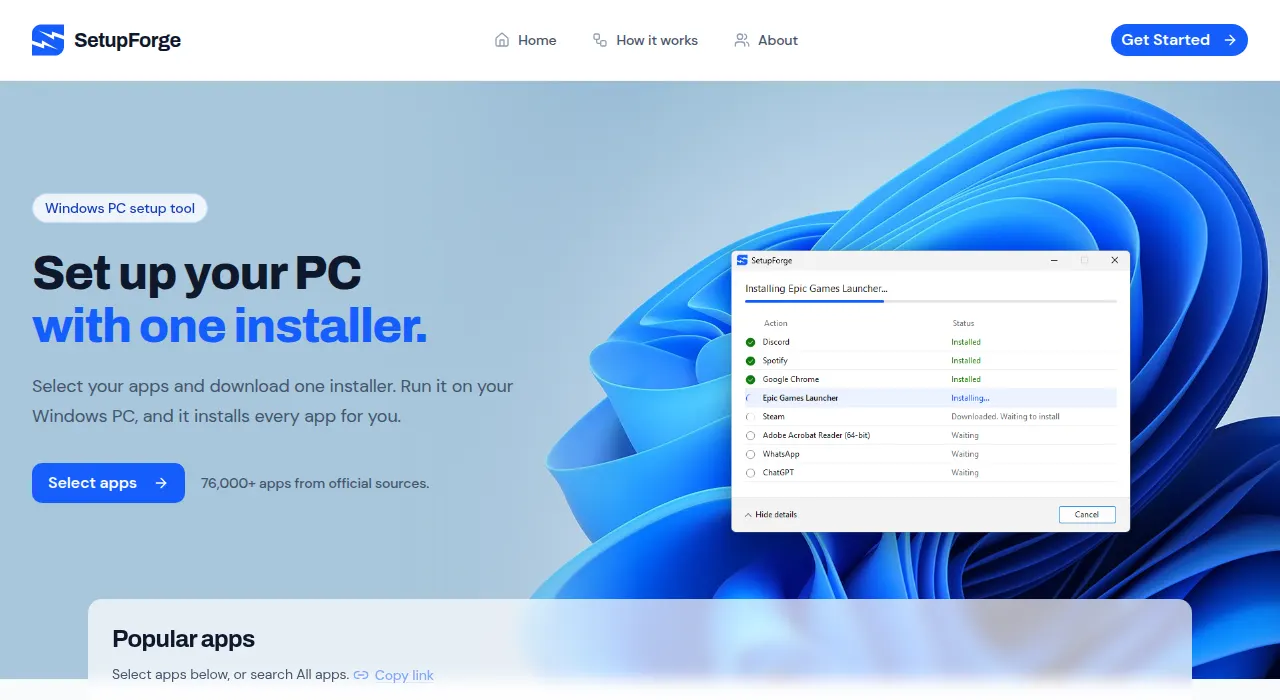 SetupForge
Home
How it works
About
Get Started
Windows PC setup tool
Set up your PC
with one installer.
Select your apps and download one installer. Run it on your
Windows PC, and it installs every app for you.
Select apps
76,000+ apps from official sources.
SetupForge
Installing Epic Games Launcher...
Action Status
Discord Installed
Spotify Installed
Google Chrome Installed
Epic Games Launcher Installing...
Steam Downloaded. Waiting to install
Adobe Acrobat Reader (64-bit) Waiting
WhatsApp Waiting
ChatGPT Waiting
Hide details
Cancel
Popular apps
Select apps below, or search All apps. Copy link